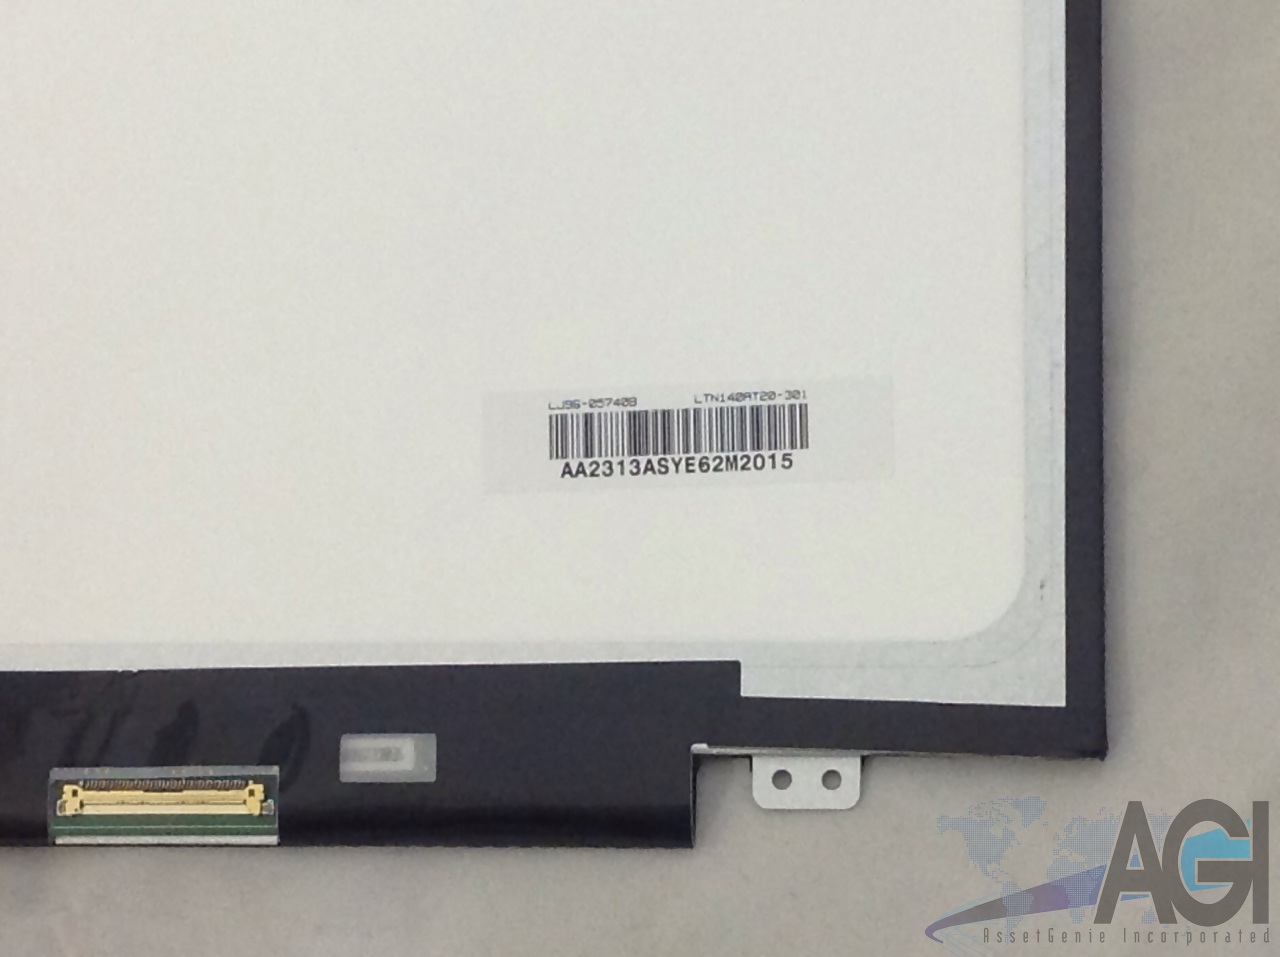 LJ96-05740B LTN140AT20-301
AA2313ASYE62M2015
AGI
AssetGenie Incorporated